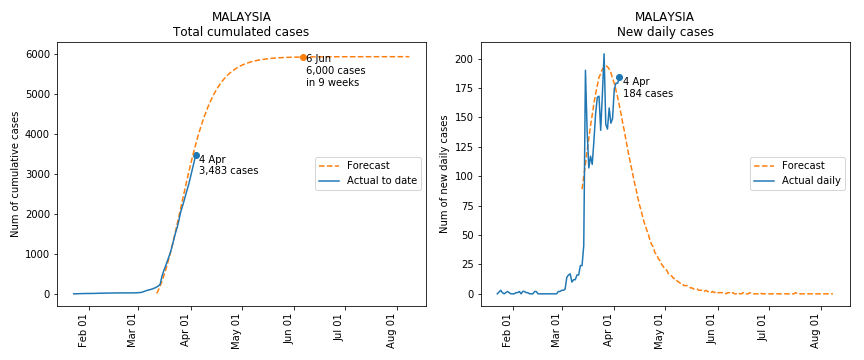 MALAYSIA
Total cumulated cases
Num of cumulative cases
6000
5000
4000
3000
2000
1000
0
6 Jun
6,000 cases
in 9 weeks
4 Apr
3,483 cases
Forecast
Actual to date
Feb 01
Mar 01
Apr 01
May 01
Jun 01
Jul 01
Aug 01
MALAYSIA
New daily cases
Num of new daily cases
200
175
150
125
100
75
50
25
0
4 Apr
184 cases
Forecast
Actual daily
Feb 01
Mar 01
Apr 01
May 01
Jun 01
Jul 01
Aug 01